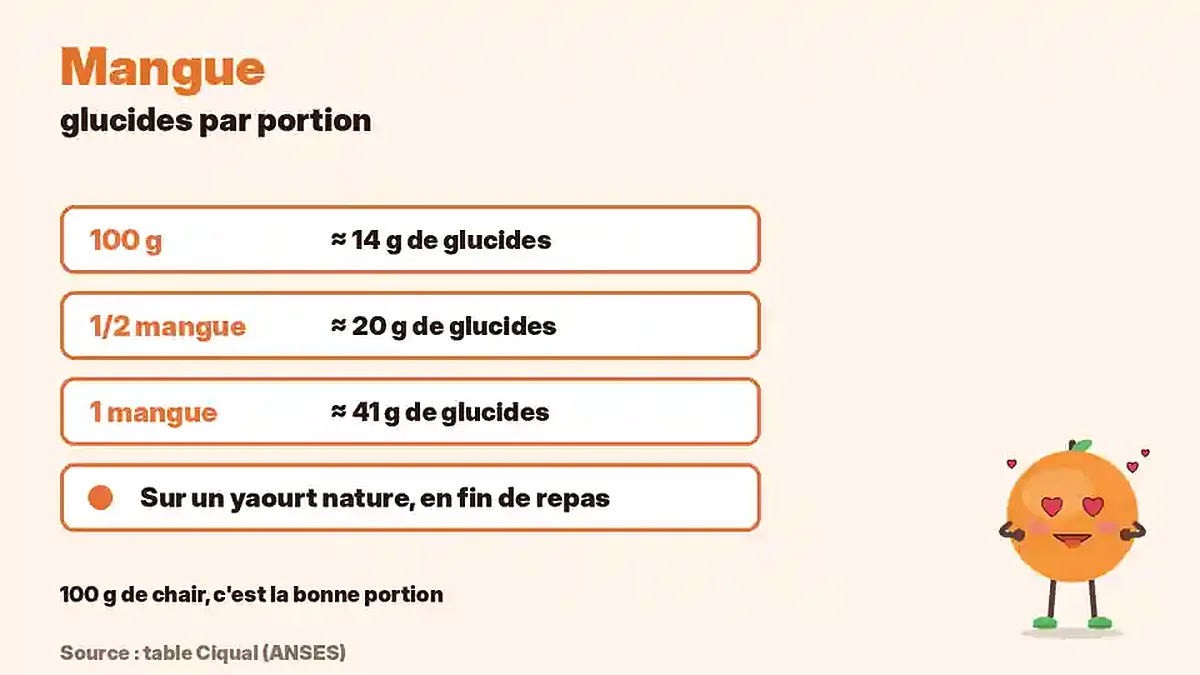 Mangue
glucides par portion
100 g ≈ 14 g de glucides
1/2 mangue ≈ 20 g de glucides
1 mangue ≈ 41 g de glucides
Sur un yaourt nature, en fin de repas
100 g de chair, c'est la bonne portion
Source : table Ciqual (ANSES)